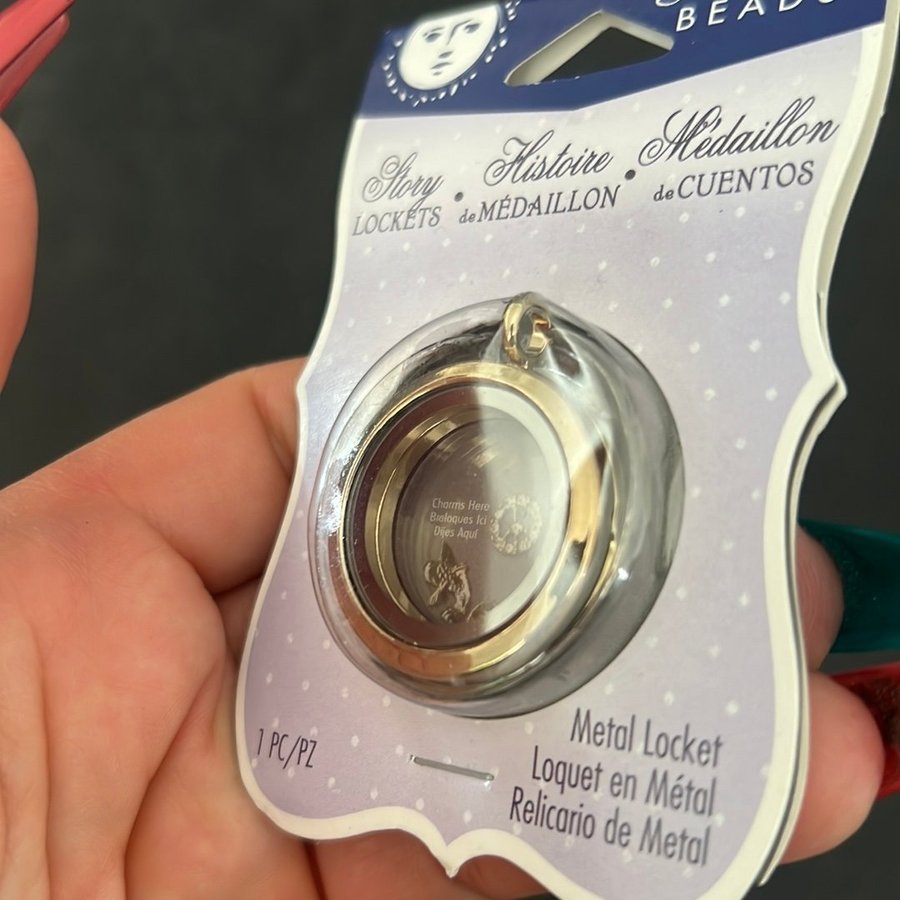 BEADS
Story • Histoire • Médaillon
LOCKETS de MÉDAILLON de CUENTOS
Charms Here
Breloques Ici
Dijes Aquí
1 PC/PZ
Metal Locket
Loquet en Métal
Relicario de Metal